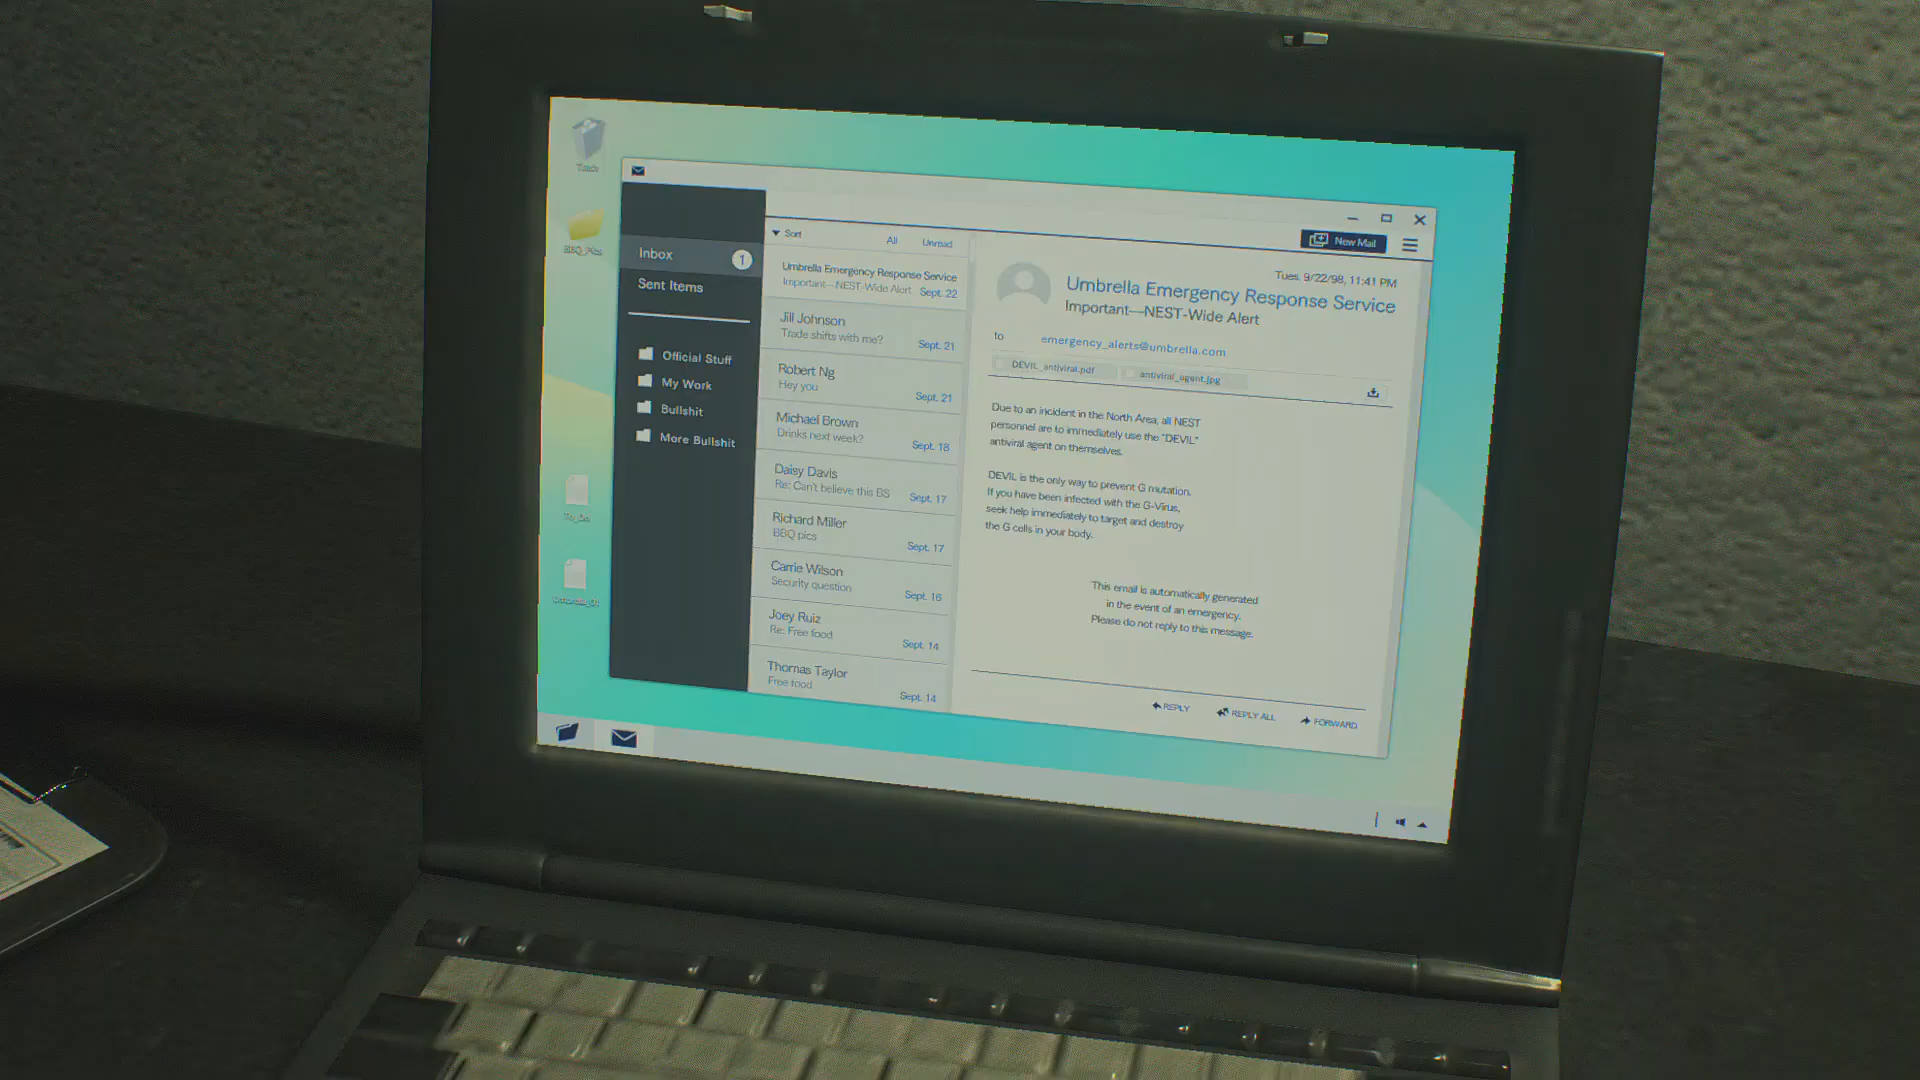 Trash
BBQ_Pics
To_Do
Inbox
1
Sent Items
Official Stuff
My Work
Bullshit
More Bullshit
Sort All Unread
Umbrella Emergency Response Service
Important—NEST-Wide Alert Sept. 22
Jill Johnson
Trade shifts with me? Sept. 21
Robert Ng
Hey you Sept. 21
Michael Brown
Drinks next week? Sept. 18
Daisy Davis
Re: Can't believe this BS Sept. 17
Richard Miller
BBQ pics Sept. 17
Carrie Wilson
Security question Sept. 16
Joey Ruiz
Re: Free food Sept. 14
Thomas Taylor
Free food Sept. 14
New Mail
Tues. 9/22/98, 11:41 PM
Umbrella Emergency Response Service
Important—NEST-Wide Alert
to emergency_alerts@umbrella.com
DEVIL_antiviral.pdf antiviral_agent.jpg
Due to an incident in the North Area, all NEST
personnel are to immediately use the "DEVIL"
antiviral agent on themselves.
DEVIL is the only way to prevent G mutation.
If you have been infected with the G-Virus,
seek help immediately to target and destroy
the G cells in your body.
This email is automatically generated
in the event of an emergency.
Please do not reply to this message.
REPLY REPLY ALL FORWARD